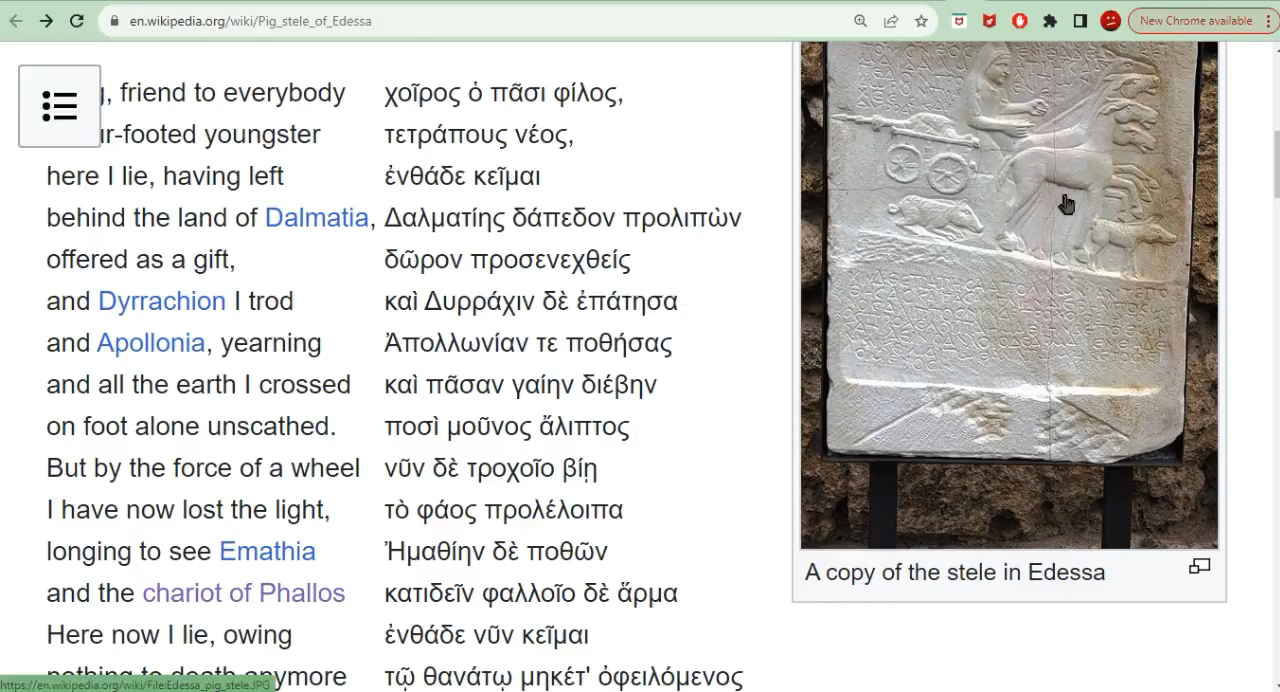 en.wikipedia.org/wiki/Pig_stele_of_Edessa
New Chrome available
, friend to everybody
χοῖρος ὁ πᾶσι φίλος,
r-footed youngster
τετράπους νέος,
here I lie, having left
ἐνθάδε κεῖμαι
behind the land of Dalmatia,
Δαλματίης δάπεδον προλιπὼν
offered as a gift,
δῶρον προσενεχθείς
and Dyrrachion I trod
καὶ Δυρράχιν δὲ ἐπάτησα
and Apollonia, yearning
Ἀπολλωνίαν τε ποθήσας
and all the earth I crossed
καὶ πᾶσαν γαίην διέβην
on foot alone unscathed.
ποσὶ μοῦνος ἄλιπτος
But by the force of a wheel
νῦν δὲ τροχοῖο βίῃ
I have now lost the light,
τὸ φάος προλέλοιπα
longing to see Emathia
Ἠμαθίην δὲ ποθῶν
and the chariot of Phallos
κατιδεῖν φαλλοῖο δὲ ἅρμα
Here now I lie, owing
ἐνθάδε νῦν κεῖμαι
nothing to death anymore
τῷ θανάτῳ μηκέτ' ὀφειλόμενος
A copy of the stele in Edessa
https://en.wikipedia.org/wiki/File:Edessa_pig_stele.JPG